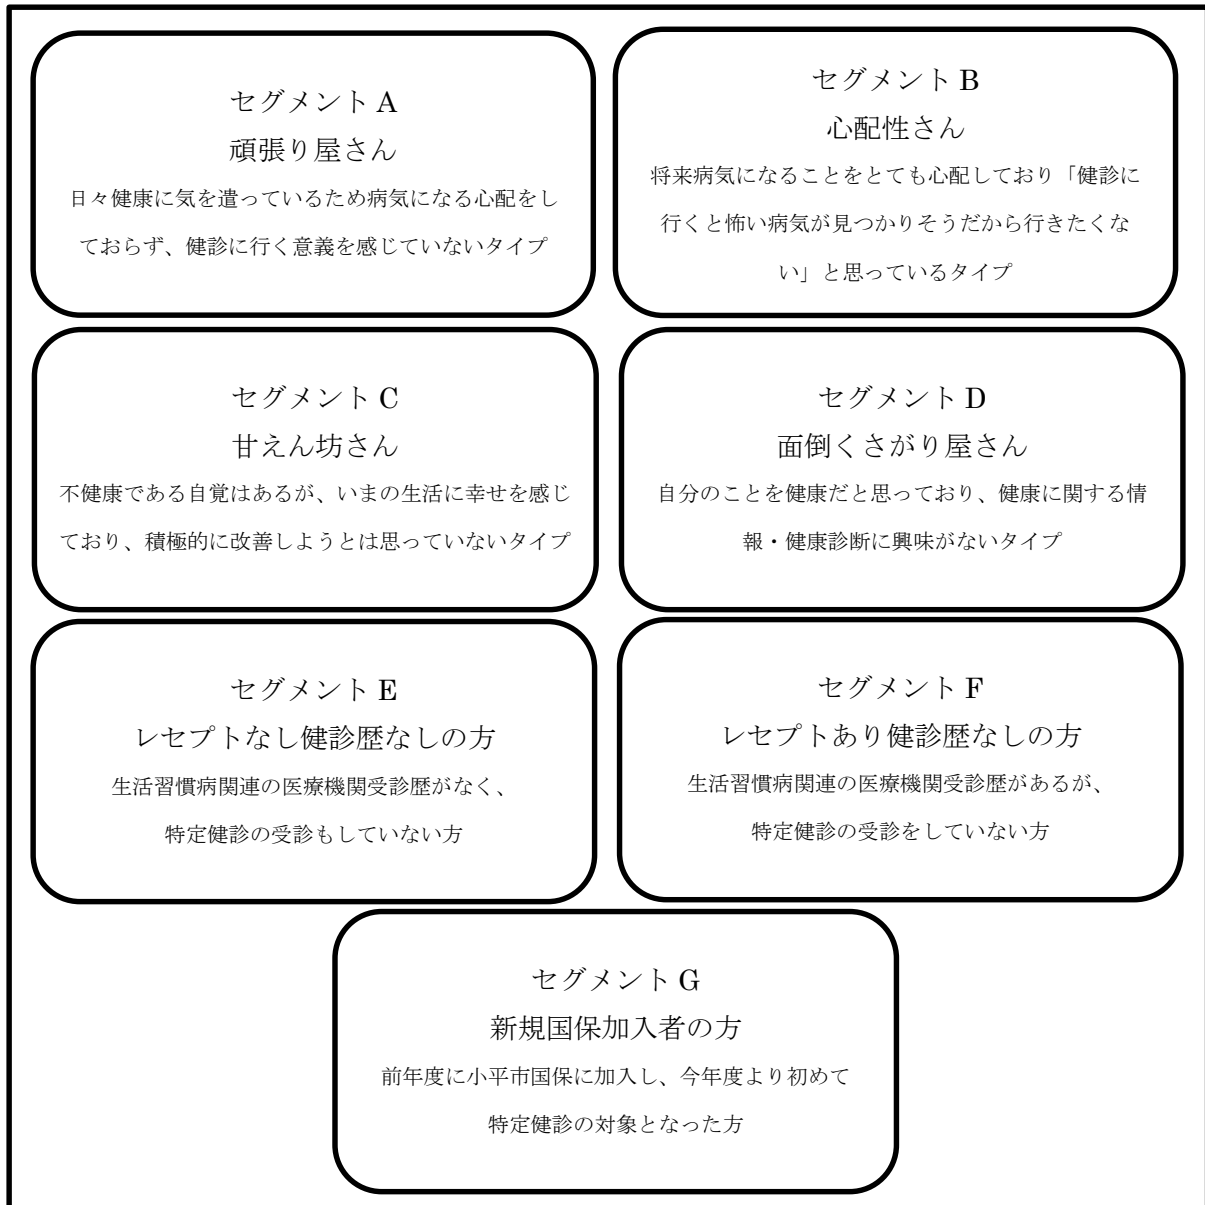 セグメント A
頑張り屋さん
日々健康に気を遣っているため病気になる心配をし
ておらず、健診に行く意義を感じていないタイプ
セグメント B
心配性さん
将来病気になることをとても心配しており「健診に
行くと怖い病気が見つかりそうだから行きたくな
い」と思っているタイプ
セグメント C
甘えん坊さん
不健康である自覚はあるが、いまの生活に幸せを感じ
ており、積極的に改善しようとは思っていないタイプ
セグメント D
面倒くさがり屋さん
自分のことを健康だと思っており、健康に関する情
報・健康診断に興味がないタイプ
セグメント E
レセプトなし健診歴なしの方
生活習慣病関連の医療機関受診歴がなく、
特定健診の受診もしていない方
セグメント F
レセプトあり健診歴なしの方
生活習慣病関連の医療機関受診歴があるが、
特定健診の受診をしていない方
セグメント G
新規国保加入者の方
前年度に小平市国保に加入し、今年度より初めて
特定健診の対象となった方